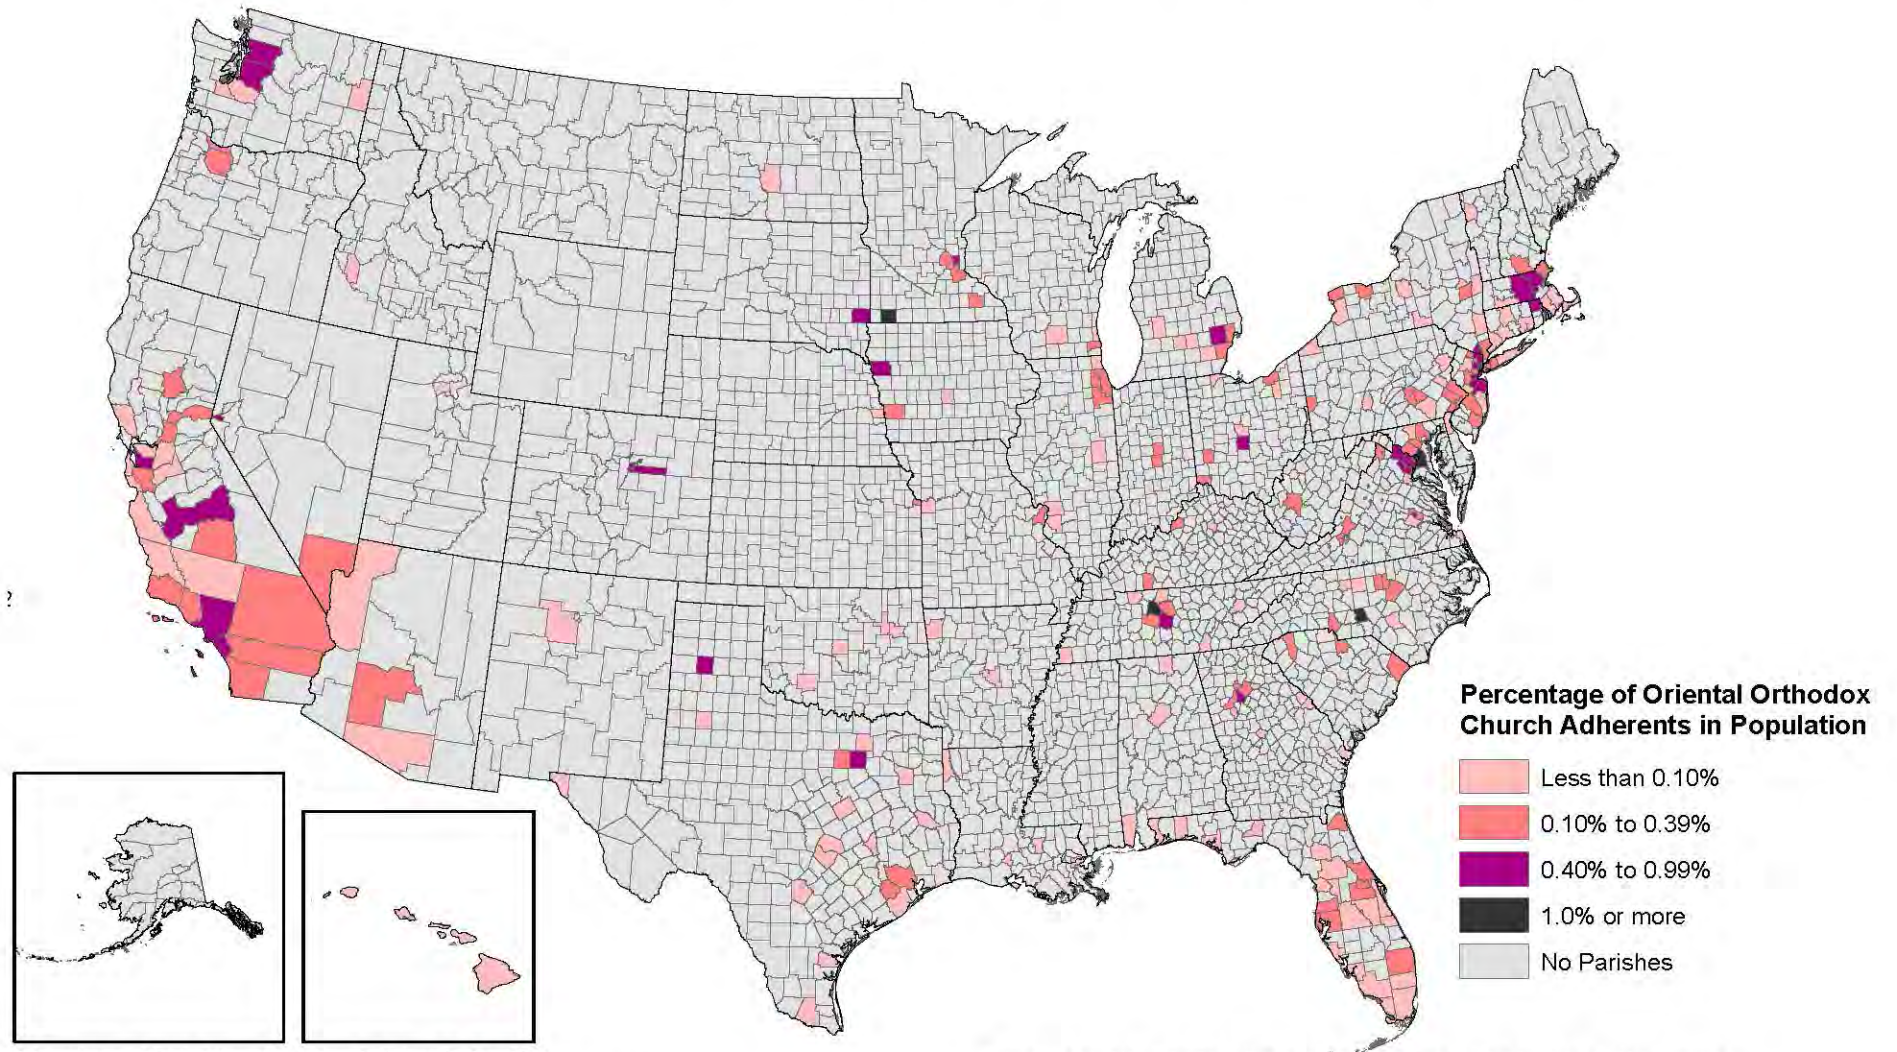 ?
Percentage of Oriental Orthodox
Church Adherents in Population
Less than 0.10%
0.10% to 0.39%
0.40% to 0.99%
1.0% or more
No Parishes